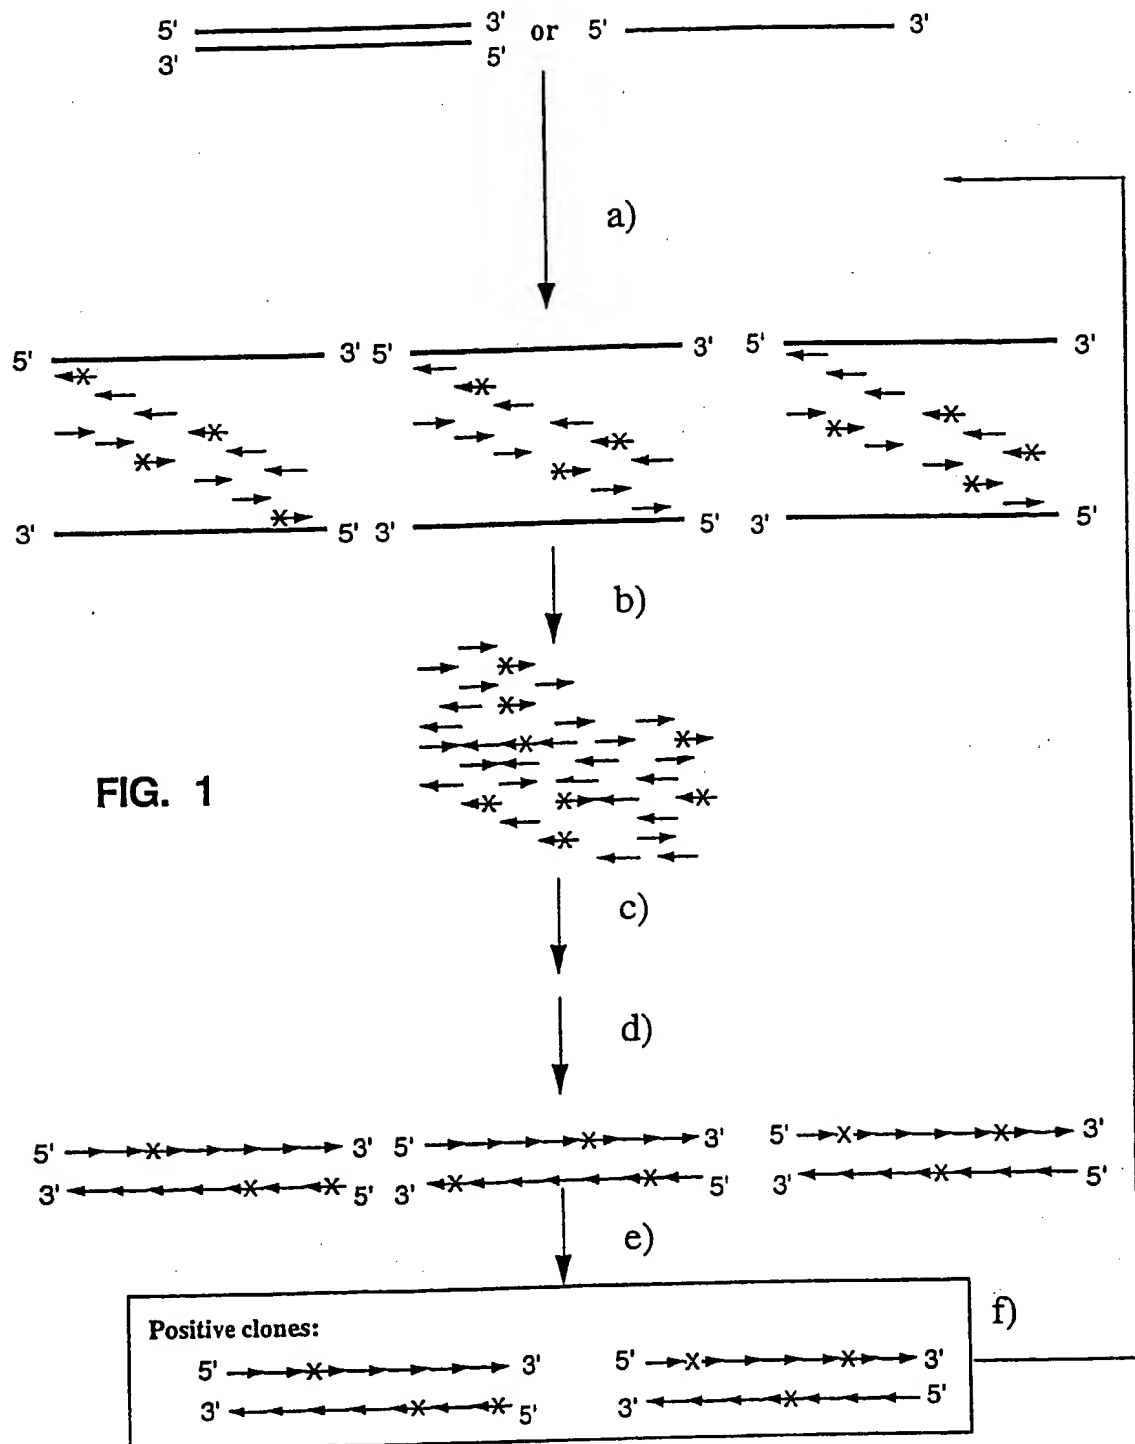 5' 3' or 5' 3'
3' 5'
a)
5' 3' 5' 3' 5' 3'
3' 5' 3' 5' 3' 5'
b)
FIG. 1
c)
d)
5' 3' 5' 3' 5' 3'
3' 5' 3' 5' 3' 5'
e)
f)
Positive clones:
5' 3' 5' 3'
3' 5' 3' 5'